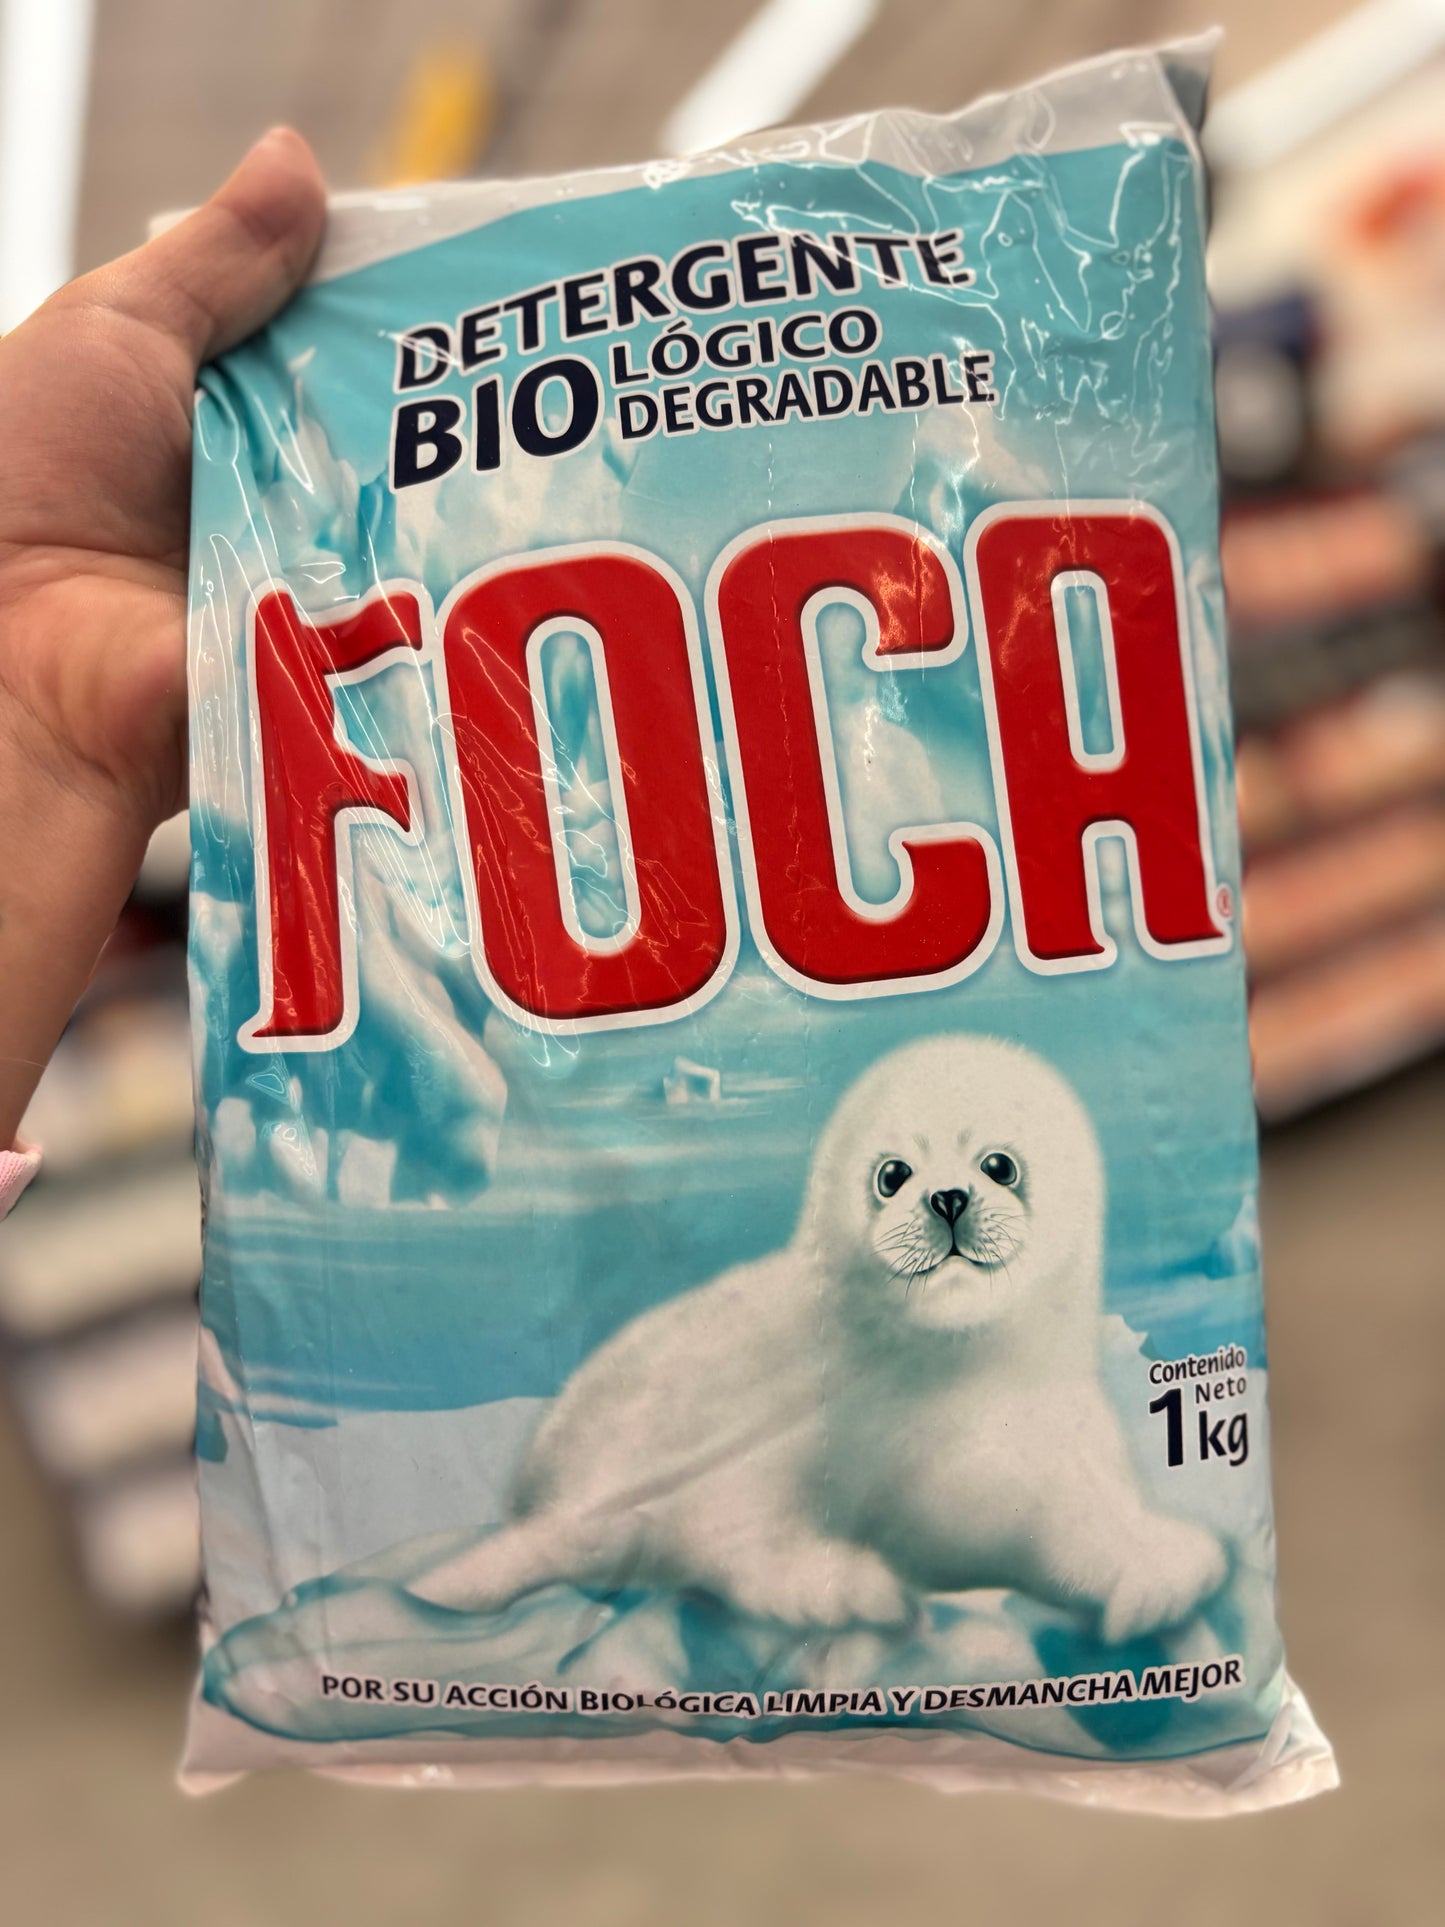 DETERGENTE
BIO LÓGICO
DEGRADABLE
FOCA®
Contenido
Neto
1 kg
POR SU ACCIÓN BIOLÓGICA LIMPIA Y DESMANCHA MEJOR